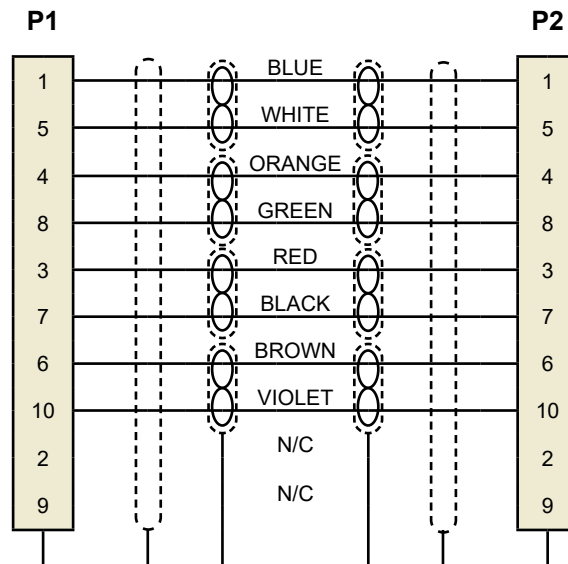 P1 P2
1 BLUE 1
5 WHITE 5
4 ORANGE 4
8 GREEN 8
3 RED 3
7 BLACK 7
6 BROWN 6
10 VIOLET 10
2 N/C 2
9 N/C 9